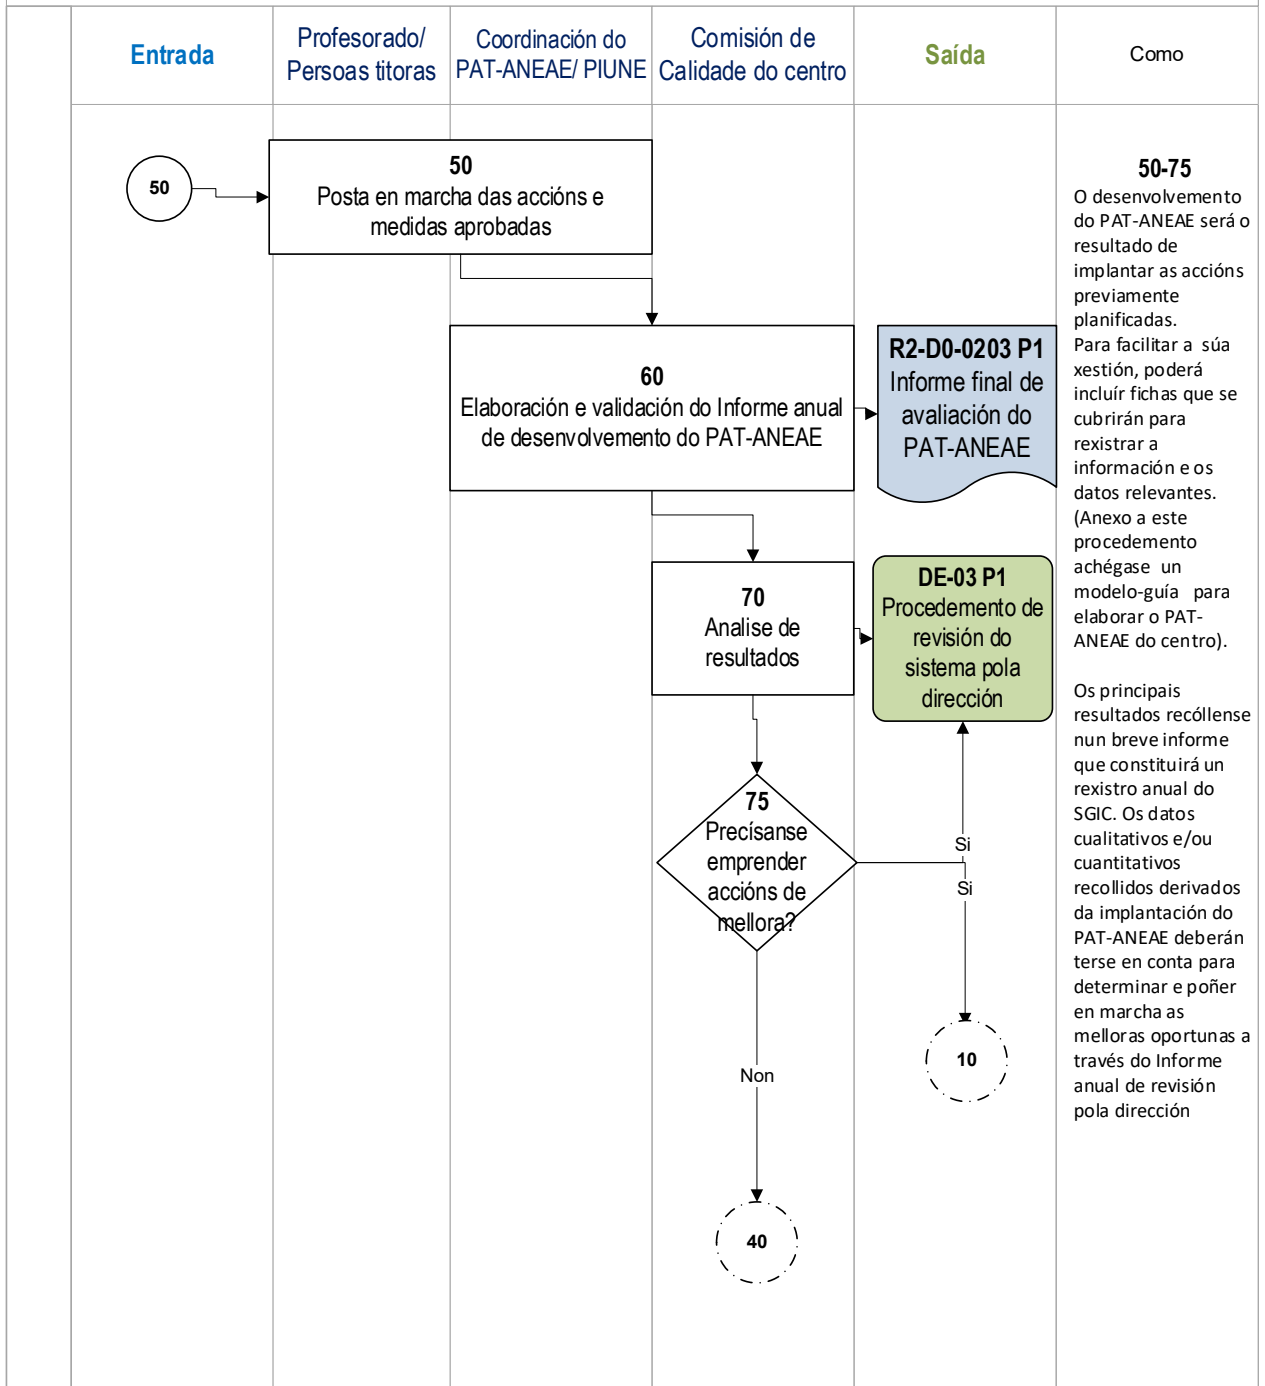 Entrada
Profesorado/
Persoas titoras
Coordinación do
PAT-ANEAE/ PIUNE
Comisión de
Calidade do centro
Saída
Como
50
50
Posta en marcha das accións e
medidas aprobadas
60
Elaboración e validación do Informe anual
de desenvolvemento do PAT-ANEAE
R2-D0-0203 P1
Informe final de
avaliación do
PAT-ANEAE
70
Analise de
resultados
DE-03 P1
Procedemento de
revisión do
sistema pola
dirección
75
Precísanse
emprender
accións de
mellora?
Si
Si
10
Non
40
50-75
O desenvolvemento
do PAT-ANEAE será o
resultado de
implantar as accións
previamente
planificadas.
Para facilitar a súa
xestión, poderá
incluír fichas que se
cubrirán para
rexistrar a
información e os
datos relevantes.
(Anexo a este
procedemento
achégase un
modelo-guía para
elaborar o PAT-
ANEAE do centro).
Os principais
resultados recóllense
nun breve informe
que constituirá un
rexistro anual do
SGIC. Os datos
cualitativos e/ou
cuantitativos
recollidos derivados
da implantación do
PAT-ANEAE deberán
terse en conta para
determinar e poñer
en marcha as
melloras oportunas a
través do Informe
anual de revisión
pola dirección